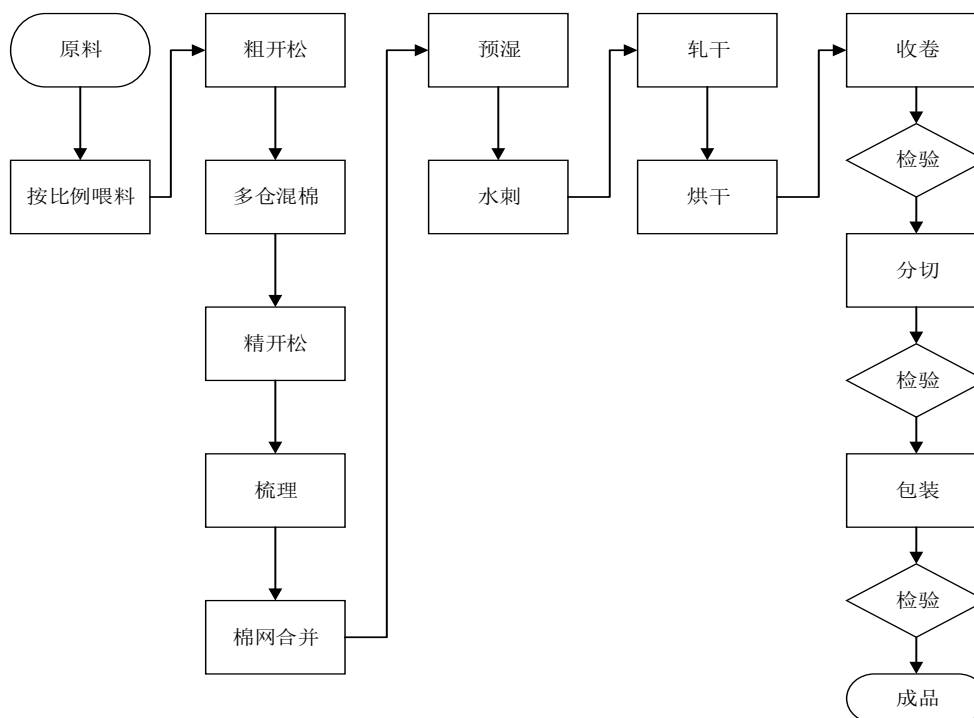 原料
按比例喂料
粗开松
多仓混棉
精开松
梳理
棉网合并
预湿
水刺
轧干
烘干
收卷
检验
分切
检验
包装
检验
成品